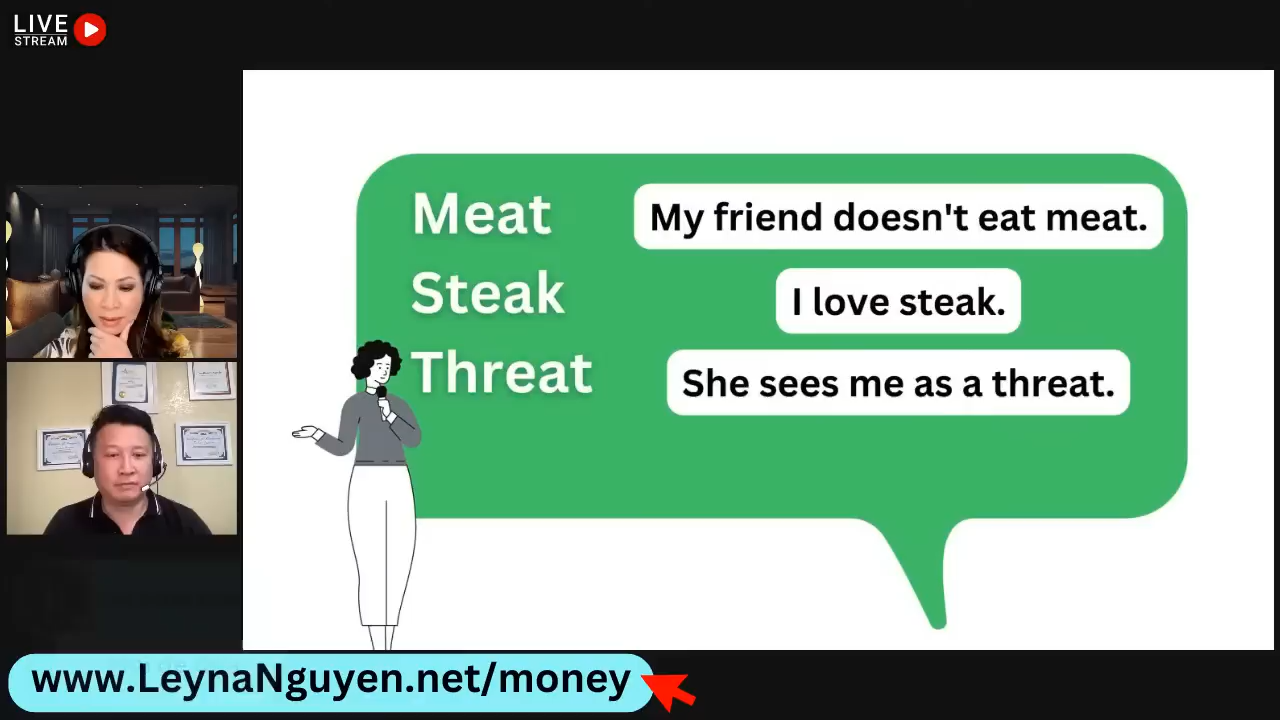 LIVE
STREAM
Meat
My friend doesn't eat meat.
Steak
I love steak.
Threat
She sees me as a threat.
www.LeynaNguyen.net/money